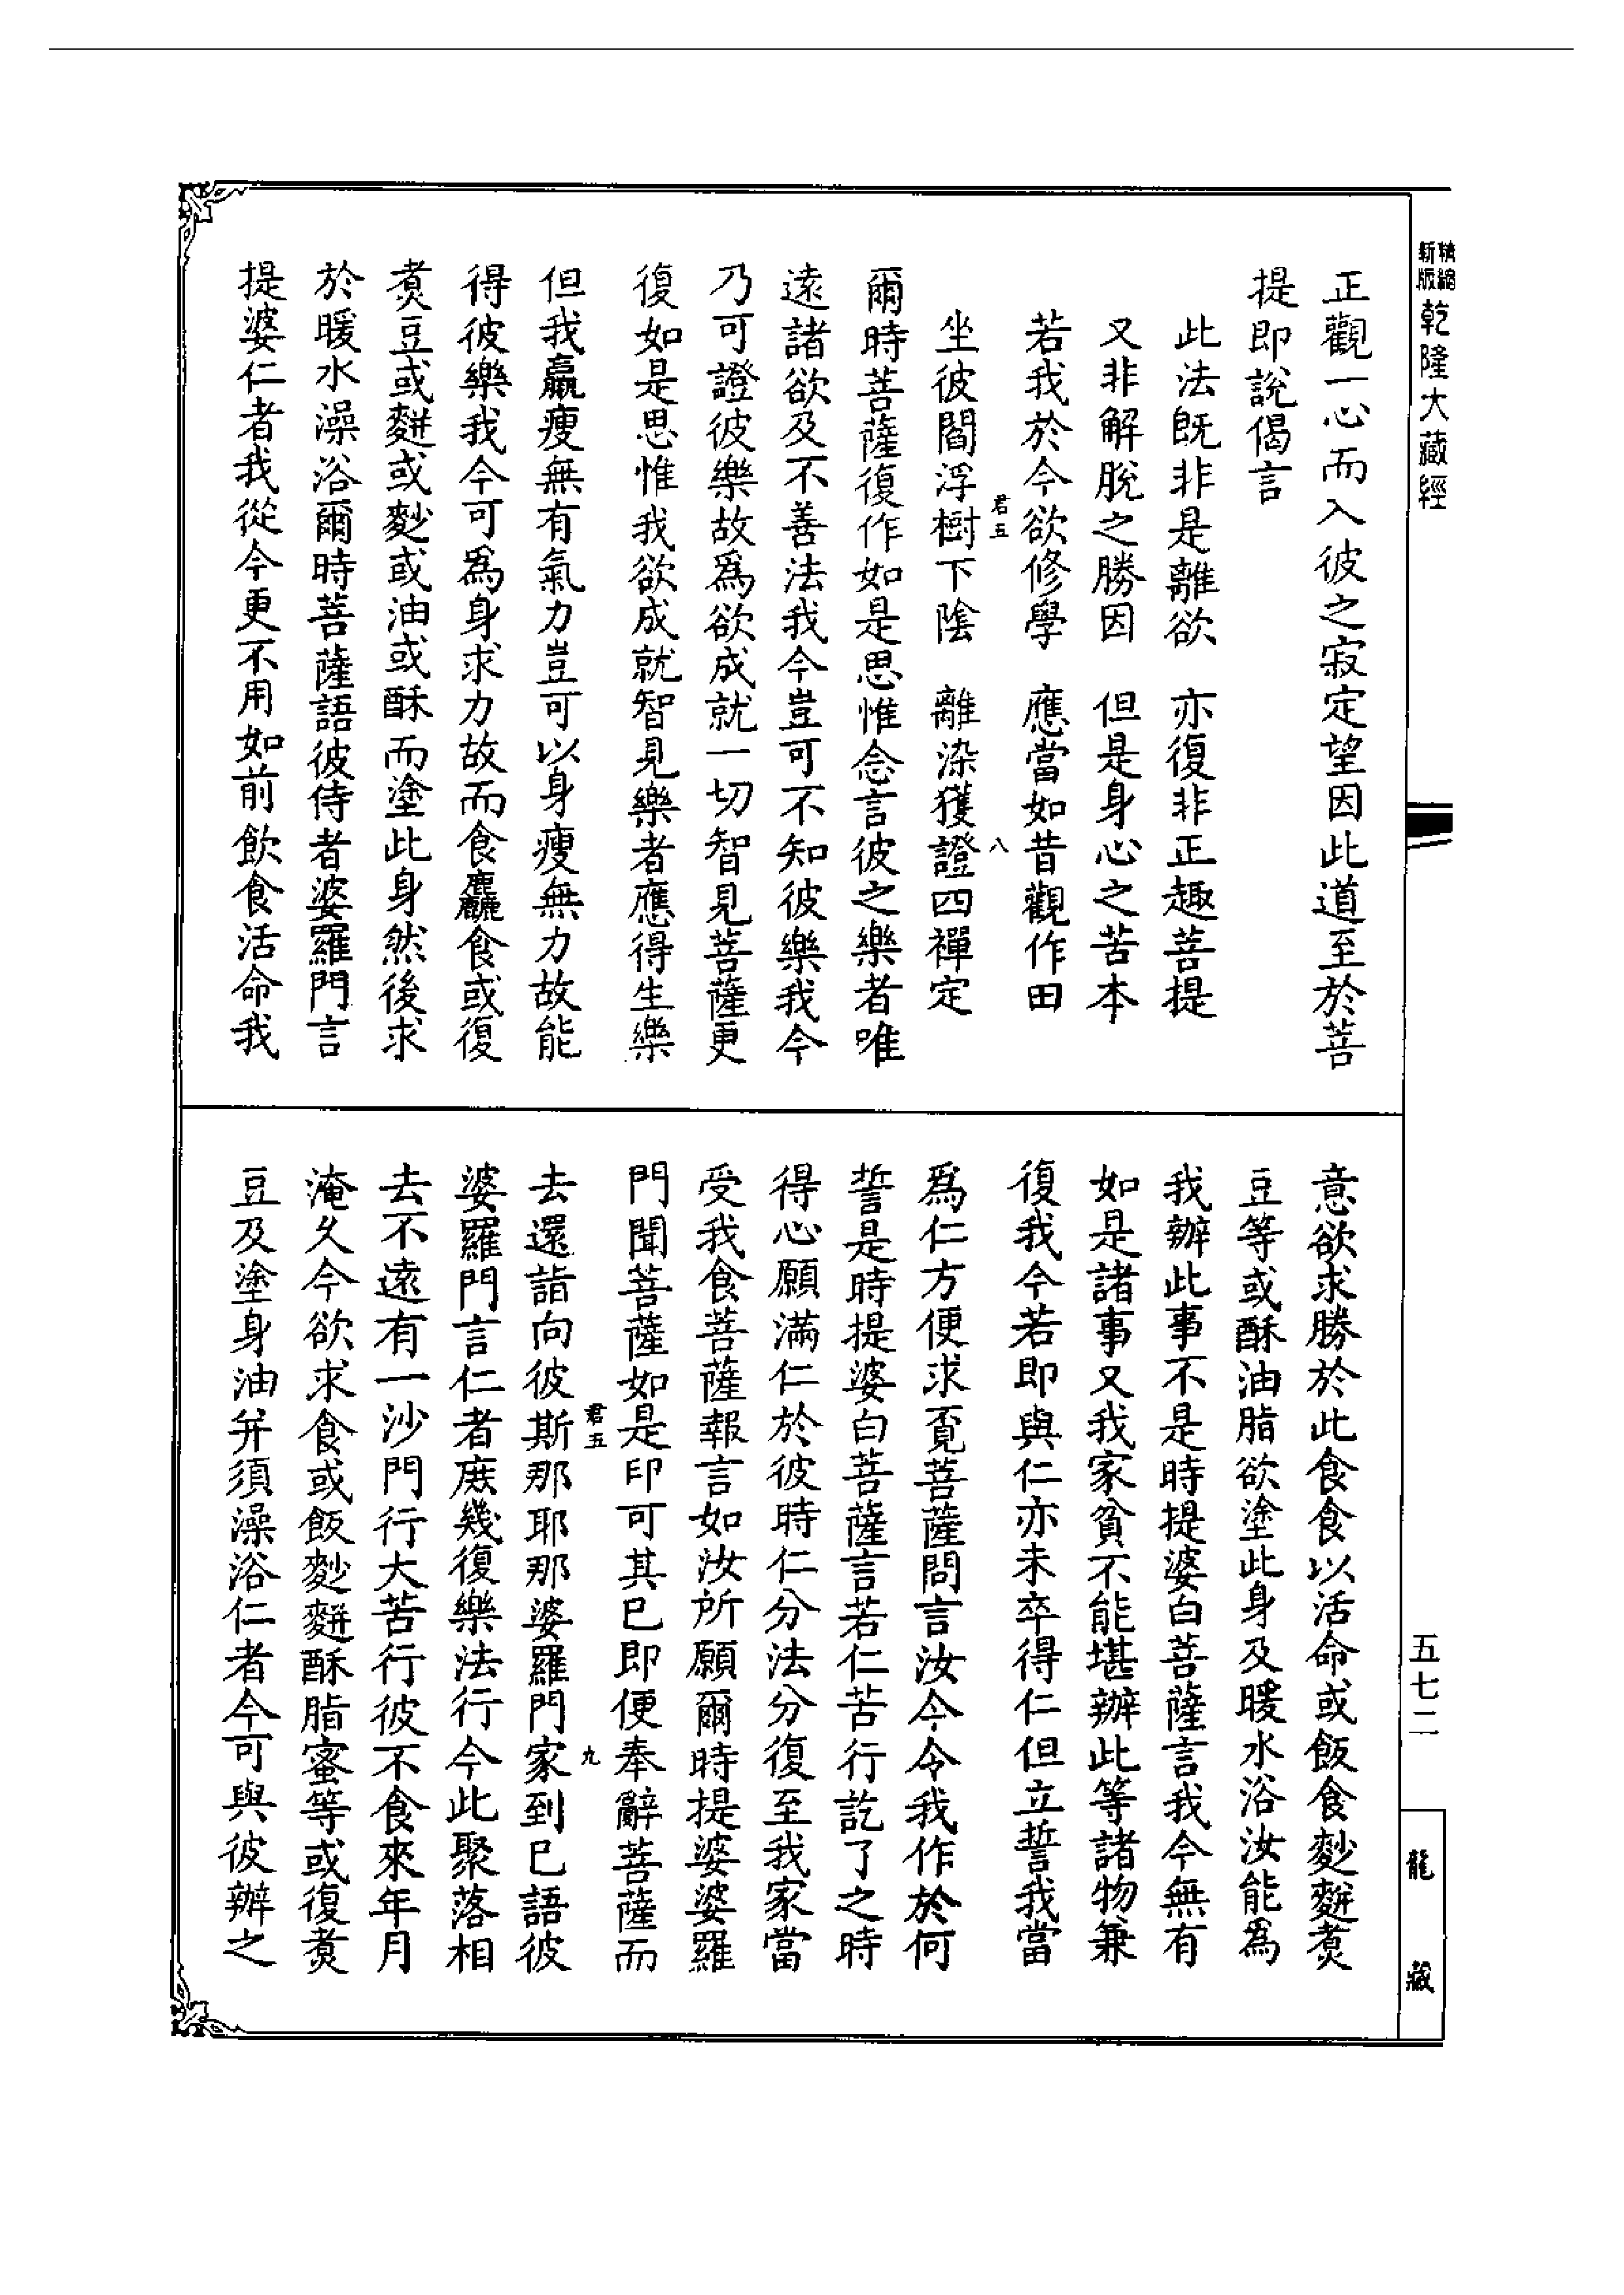 精縮
新版
乾隆大藏經
正觀一心而入彼之寂定望因此道至於菩
提即說偈言
此法既非是離欲　亦復非正趣菩提
又非解脫之勝因　但是身心之苦本
若我於今欲修學　應當如昔觀作田
君五　八
坐彼閻浮樹下陰　離染獲證四禪定
爾時菩薩復作如是思惟念言彼之樂者唯
遠諸欲及不善法我今豈可不知彼樂我今
乃可證彼樂故爲欲成就一切智見菩薩更
復如是思惟我欲成就智見樂者應得生樂
但我羸瘦無有氣力豈可以身瘦無力故能
得彼樂我今可爲身求力故而食麤食或復
煑豆或麨或麨或油或酥而塗此身然後求
於暖水澡浴爾時菩薩語彼侍者婆羅門言
提婆仁者我從今更不用如前飲食活命我
意欲求勝於此食食以活命或飯食麨䴵煑
豆等或酥油脂欲塗此身及暖水浴汝能爲
我辦此事不是時提婆白菩薩言我今無有
如是諸事又我家貧不能堪辦此等諸物兼
復我今若即與仁亦未卒得仁但立誓我當
爲仁方便求覔菩薩問言汝今令我作於何
誓是時提婆白菩薩言若仁苦行訖了之時
得心願滿仁於彼時仁分法分復至我家當
受我食菩薩報言如汝所願爾時提婆婆羅
門聞菩薩如是印可其已即便奉辭菩薩而
君五　九
去還詣向彼斯那耶那婆羅門家到已語彼
婆羅門言仁者庻幾復樂法行今此聚落相
去不遠有一沙門行大苦行彼不食來年月
淹久今欲求食或飯麨䴵酥脂蜜等或復煑
豆及塗身油并須澡浴仁者今可與彼辦之
五七二
龍藏